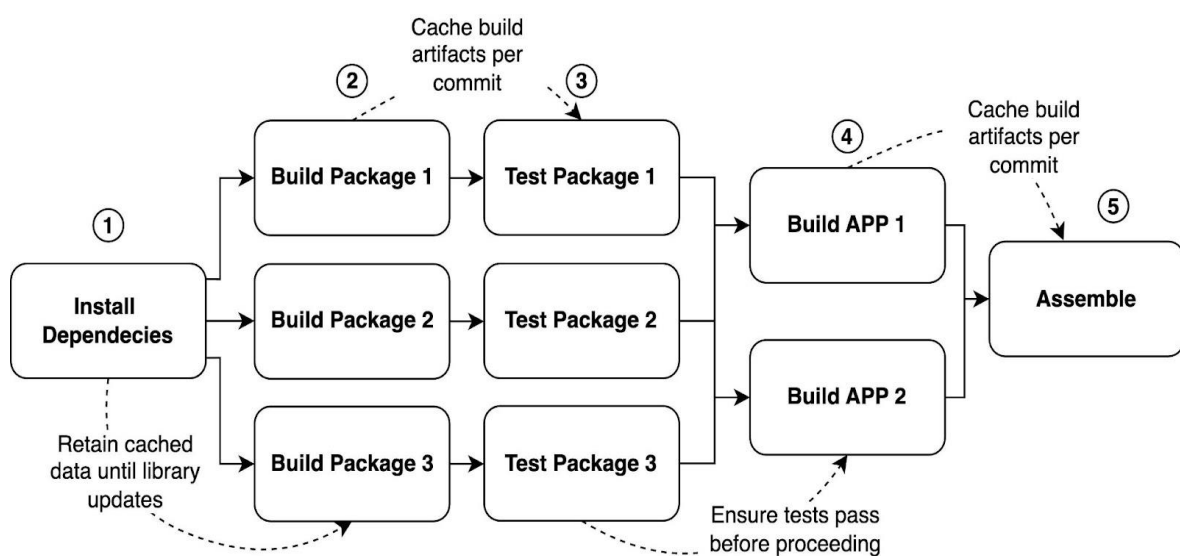 Cache build
artifacts per
commit
2
3
Cache build
artifacts per
commit
4
Build Package 1
Test Package 1
1
5
Build APP 1
Install
Dependecies
Build Package 2
Test Package 2
Assemble
Build APP 2
Retain cached
data until library
updates
Build Package 3
Test Package 3
Ensure tests pass
before proceeding